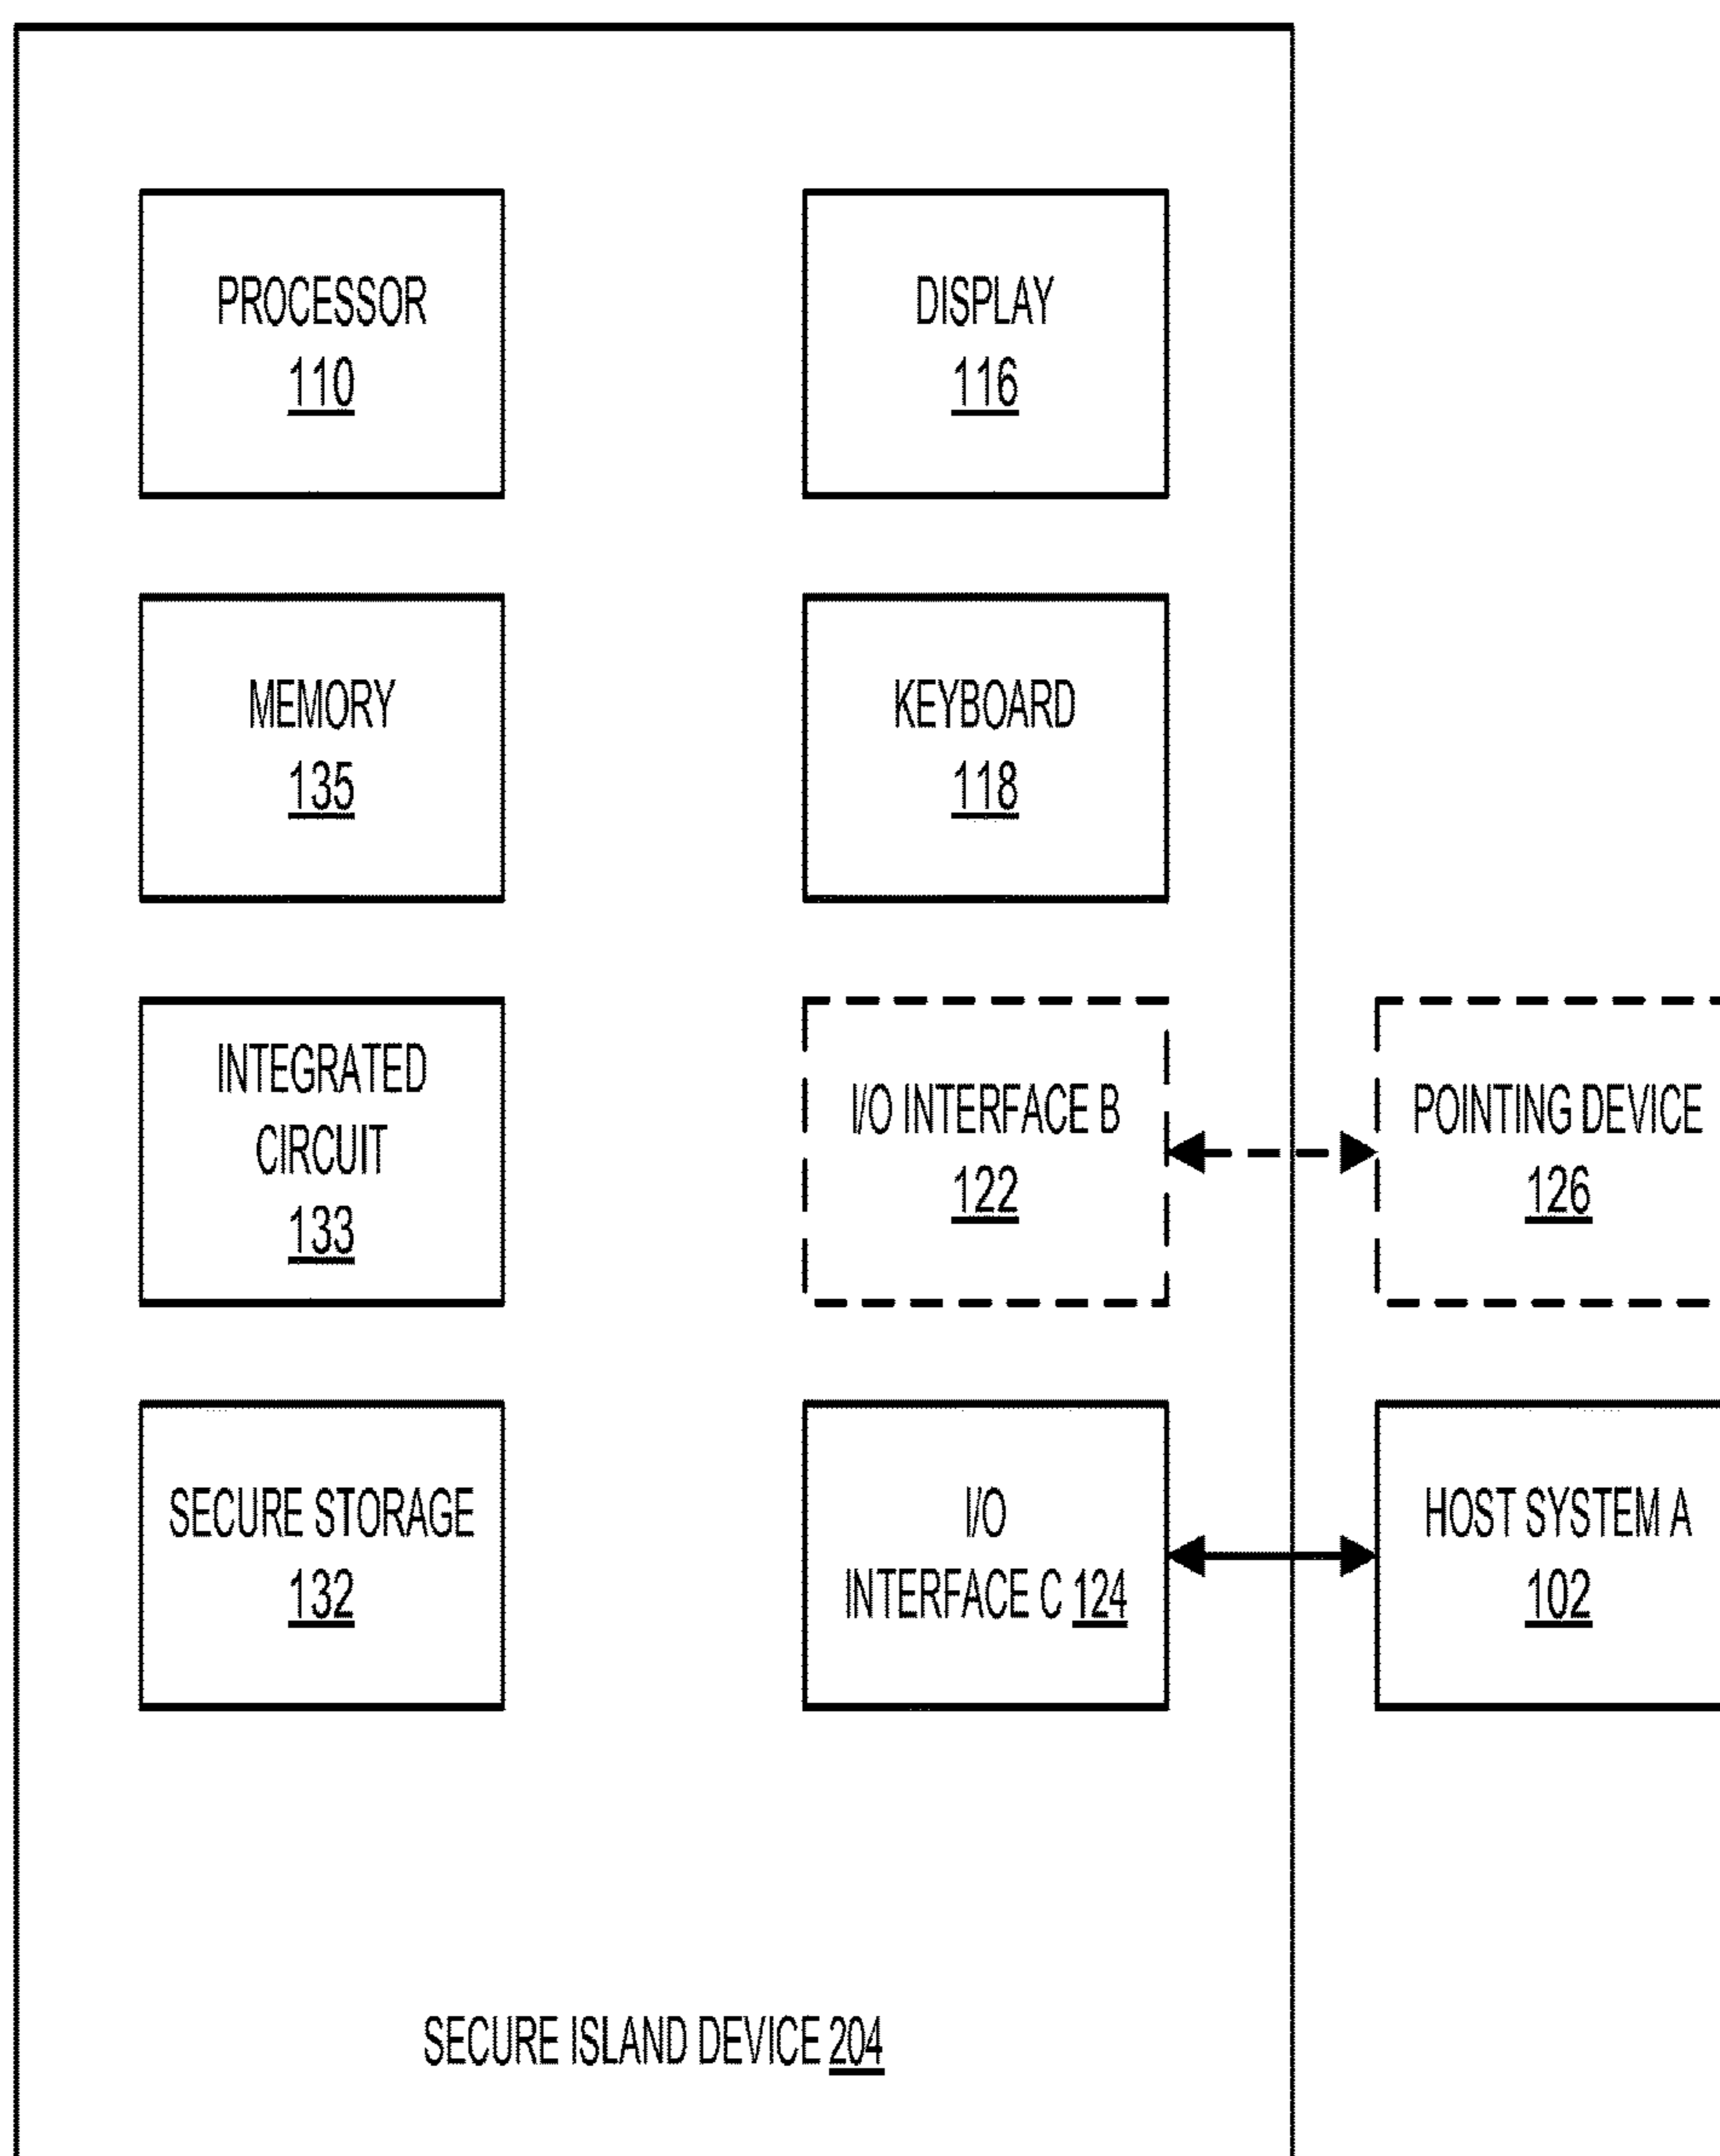 PROCESSOR
110
DISPLAY
116
MEMORY
135
KEYBOARD
118
INTEGRATED
CIRCUIT
133
I/O INTERFACE B
122
POINTING DEVICE
126
SECURE STORAGE
132
I/O
INTERFACE C 124
HOST SYSTEM A
102
SECURE ISLAND DEVICE 204